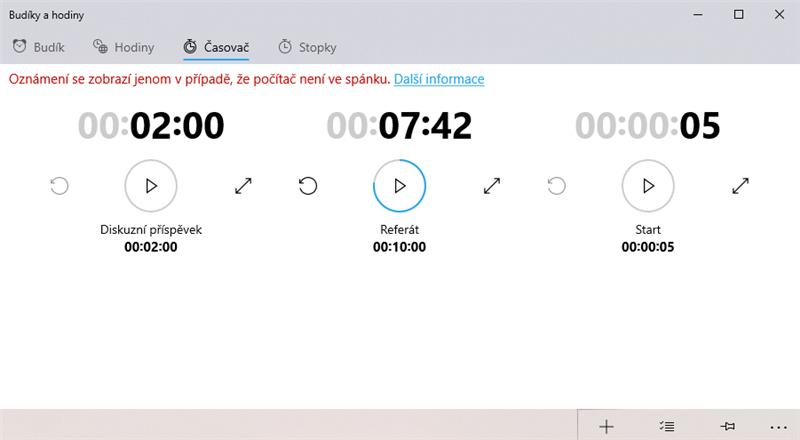 Budíky a hodiny
Budík Hodiny Časovač Stopky
Oznámení se zobrazí jenom v případě, že počítač není ve spánku. Další informace
00:02:00 00:07:42 00:00:05
Diskuzní příspěvek Referát Start
00:02:00 00:10:00 00:00:05